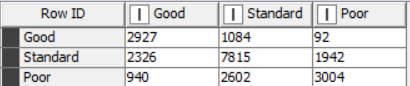 Row ID Good Standard Poor
Good 2927 1084 92
Standard 2326 7815 1942
Poor 940 2602 3004